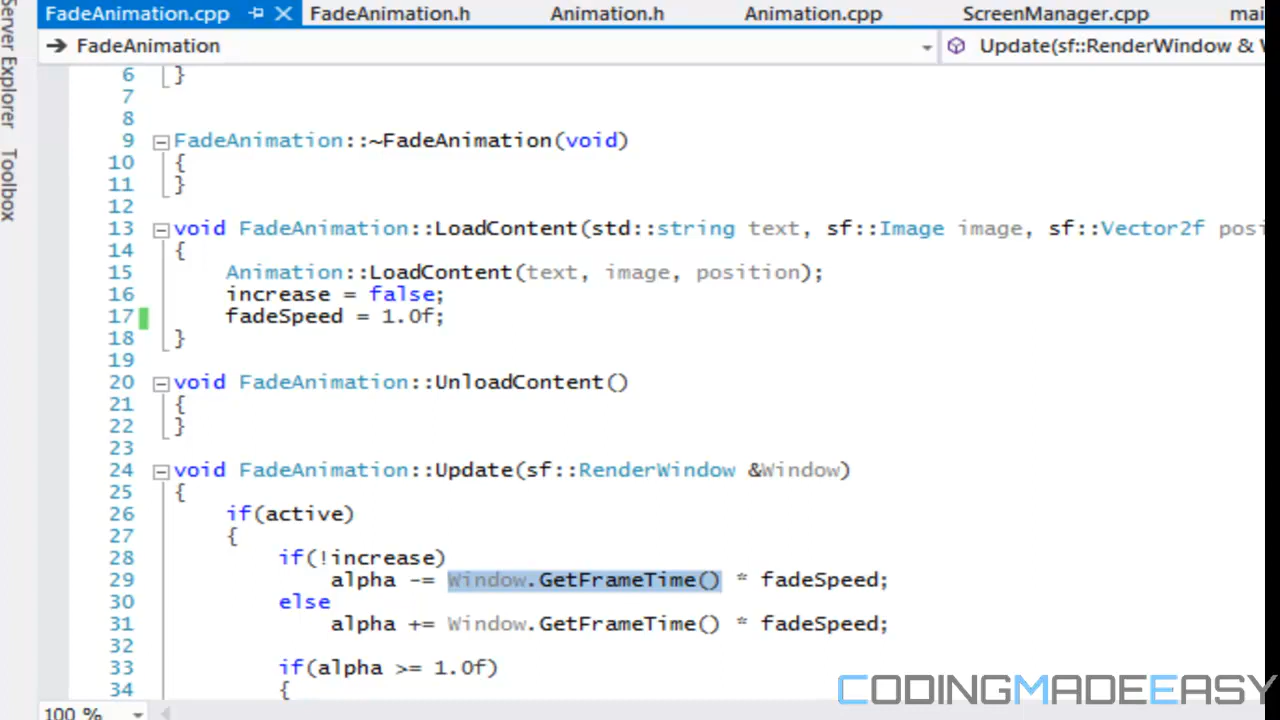 FadeAnimation.cpp FadeAnimation.h Animation.h Animation.cpp ScreenManager.cpp mai
Server Explorer
Toolbox
FadeAnimation Update(sf::RenderWindow & W
6 }
7
8
9 FadeAnimation::~FadeAnimation(void)
10 {
11 }
12
13 void FadeAnimation::LoadContent(std::string text, sf::Image image, sf::Vector2f posi
14 {
15 Animation::LoadContent(text, image, position);
16 increase = false;
17 fadeSpeed = 1.0f;
18 }
19
20 void FadeAnimation::UnloadContent()
21 {
22 }
23
24 void FadeAnimation::Update(sf::RenderWindow &Window)
25 {
26 if(active)
27 {
28 if(!increase)
29 alpha -= Window.GetFrameTime() * fadeSpeed;
30 else
31 alpha += Window.GetFrameTime() * fadeSpeed;
32
33 if(alpha >= 1.0f)
34 {
100 %
CODINGMADEEASY